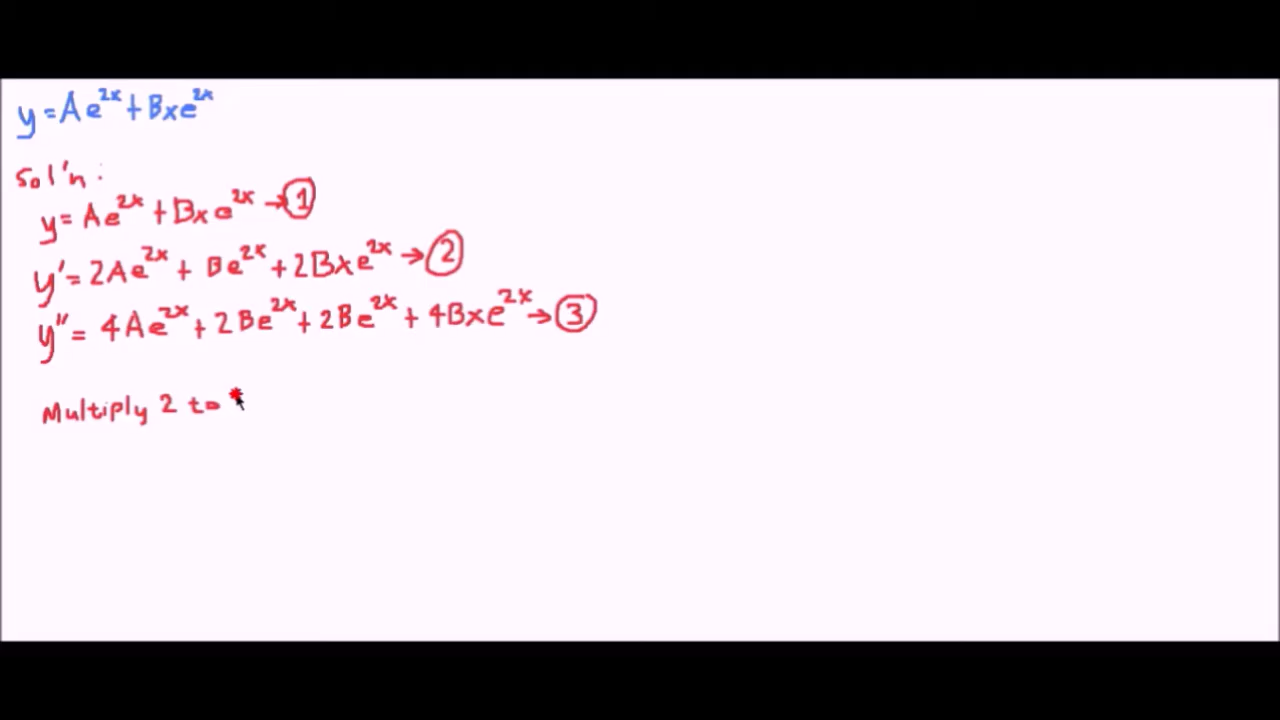 y = Ae^{2x} + Bxe^{2x}
Sol'n :
y = Ae^{2x} + Bxe^{2x} → ①
y' = 2Ae^{2x} + Be^{2x} + 2Bxe^{2x} → ②
y'' = 4Ae^{2x} + 2Be^{2x} + 2Be^{2x} + 4Bxe^{2x} → ③
Multiply 2 to